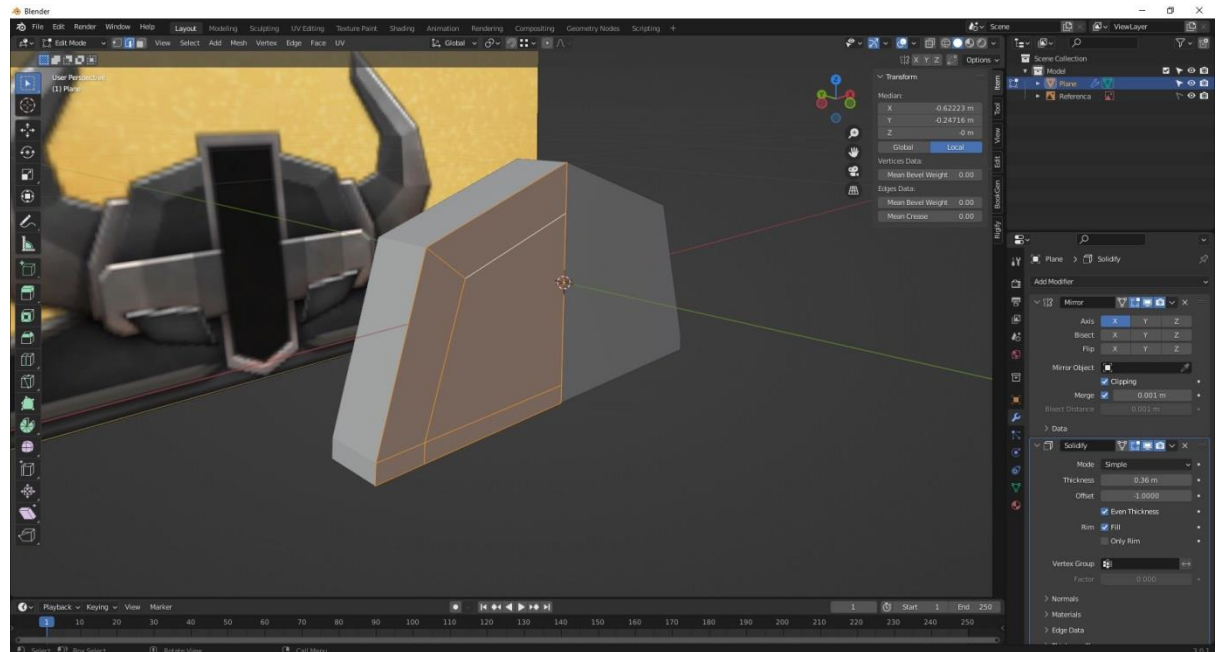 Blender
File Edit Render Window Help Layout Modeling Sculpting UV Editing Texture Paint Shading Animation Rendering Compositing Geometry Nodes Scripting + Scene ViewLayer
Edit Mode View Select Add Mesh Vertex Edge Face UV Global
X Y Z Options
User Perspective
(1) Plane
Transform
Median:
X -0.62223 m
Y -0.24716 m
Z -0 m
Global Local
Vertices Data:
Mean Bevel Weight 0.00
Edges Data:
Mean Bevel Weight 0.00
Mean Crease 0.00
Item
Tool
View
Edit
BookGen
Rigify
Scene Collection
Model
Plane
Referenca
Plane > Solidify
Add Modifier
Mirror
Axis X Y Z
Bisect X Y Z
Flip X Y Z
Mirror Object
Clipping
Merge 0.001 m
Bisect Distance 0.001 m
> Data
Solidify
Mode Simple
Thickness 0.36 m
Offset -1.0000
Even Thickness
Rim Fill
Only Rim
Vertex Group
Factor 0.000
> Normals
> Materials
> Edge Data
Playback Keying View Marker 1 Start 1 End 250
1 10 20 30 40 50 60 70 80 90 100 110 120 130 140 150 160 170 180 190 200 210 220 230 240 250
Select Box Select Rotate View Call Menu 3.0.1